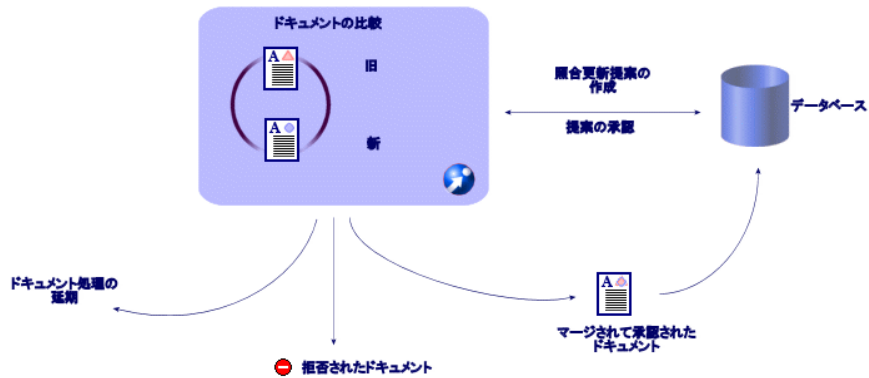 ドキュメントの比較
A
旧
A
新
照合更新提案の
作成
提案の承認
データベース
ドキュメント処理の
延期
拒否されたドキュメント
A
マージされて承認された
ドキュメント